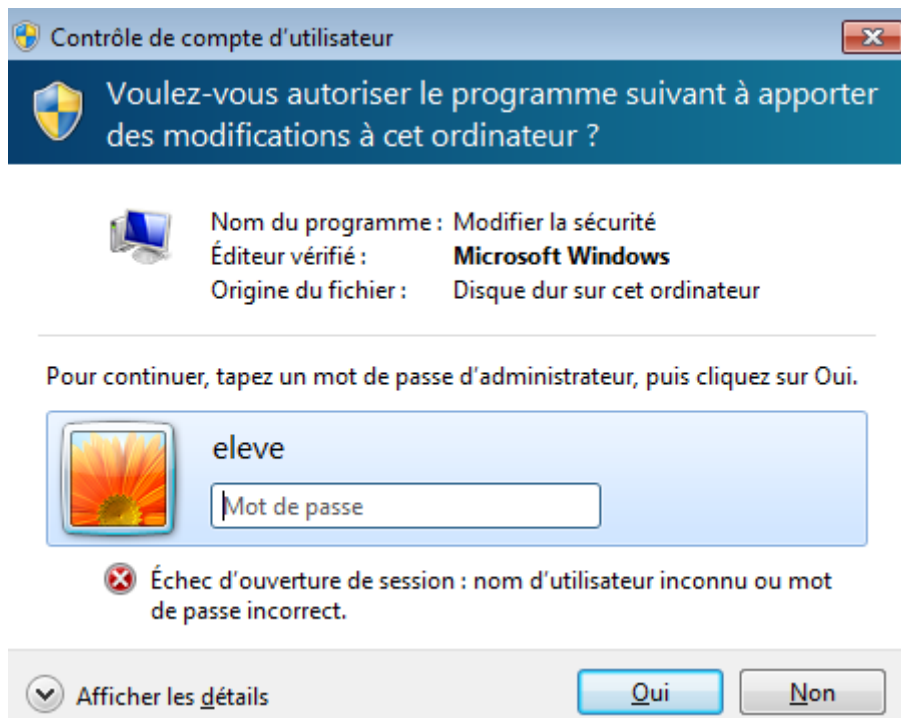 Contrôle de compte d'utilisateur
Voulez-vous autoriser le programme suivant à apporter
des modifications à cet ordinateur ?
Nom du programme : Modifier la sécurité
Éditeur vérifié : Microsoft Windows
Origine du fichier : Disque dur sur cet ordinateur
Pour continuer, tapez un mot de passe d'administrateur, puis cliquez sur Oui.
eleve
Mot de passe
Échec d'ouverture de session : nom d'utilisateur inconnu ou mot
de passe incorrect.
Afficher les détails Oui Non